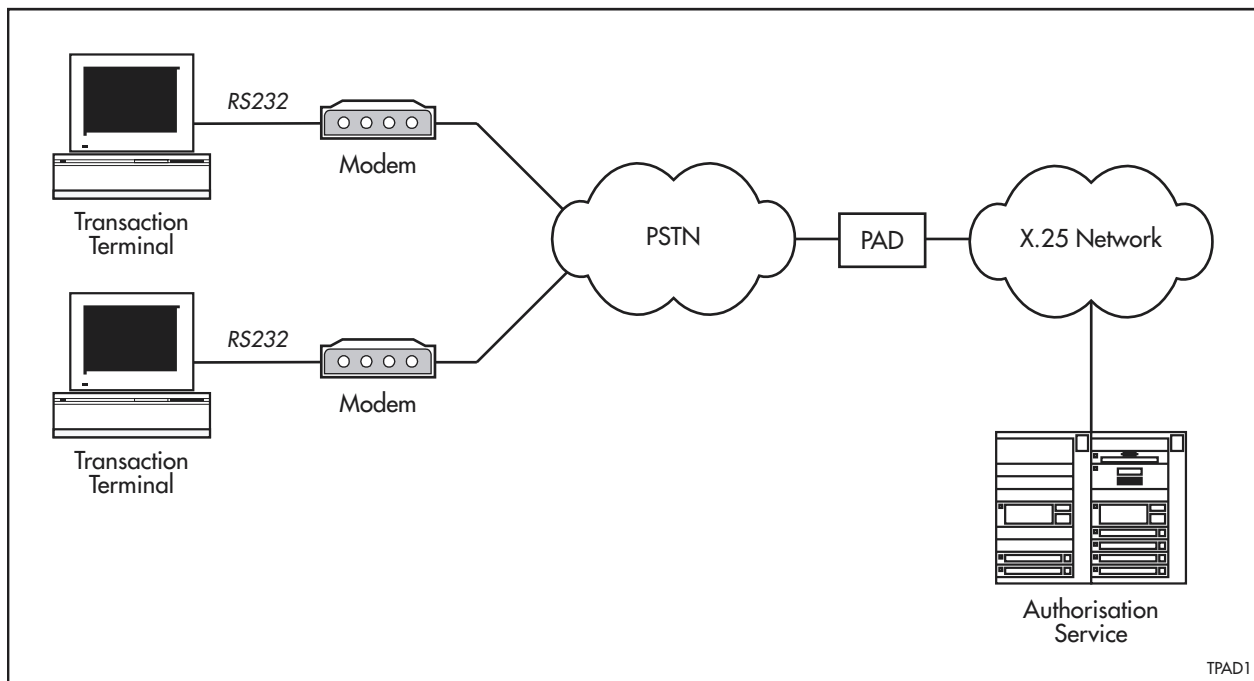 RS232
Modem
Transaction
Terminal
PSTN
PAD
X.25 Network
RS232
Modem
Transaction
Terminal
Authorisation
Service
TPAD1